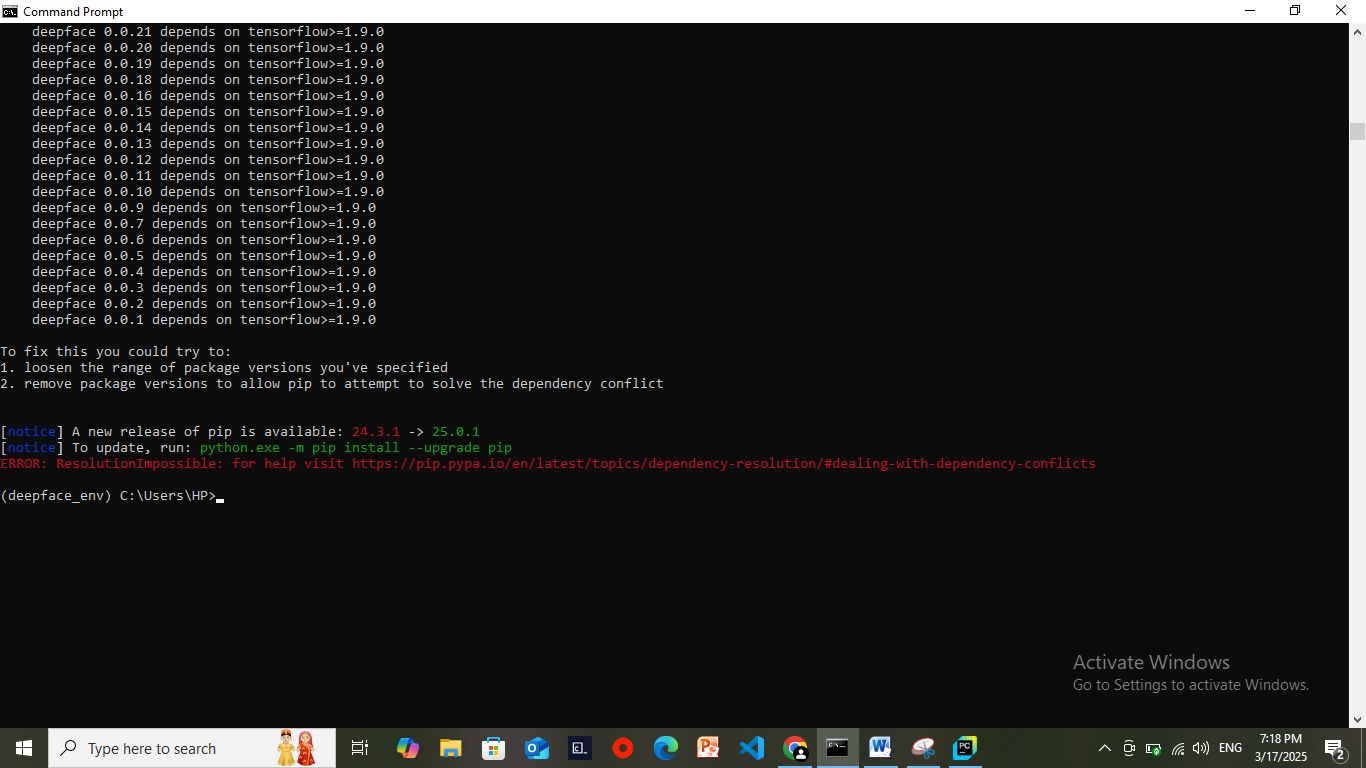 Command Prompt
deepface 0.0.21 depends on tensorflow>=1.9.0
deepface 0.0.20 depends on tensorflow>=1.9.0
deepface 0.0.19 depends on tensorflow>=1.9.0
deepface 0.0.18 depends on tensorflow>=1.9.0
deepface 0.0.16 depends on tensorflow>=1.9.0
deepface 0.0.15 depends on tensorflow>=1.9.0
deepface 0.0.14 depends on tensorflow>=1.9.0
deepface 0.0.13 depends on tensorflow>=1.9.0
deepface 0.0.12 depends on tensorflow>=1.9.0
deepface 0.0.11 depends on tensorflow>=1.9.0
deepface 0.0.10 depends on tensorflow>=1.9.0
deepface 0.0.9 depends on tensorflow>=1.9.0
deepface 0.0.7 depends on tensorflow>=1.9.0
deepface 0.0.6 depends on tensorflow>=1.9.0
deepface 0.0.5 depends on tensorflow>=1.9.0
deepface 0.0.4 depends on tensorflow>=1.9.0
deepface 0.0.3 depends on tensorflow>=1.9.0
deepface 0.0.2 depends on tensorflow>=1.9.0
deepface 0.0.1 depends on tensorflow>=1.9.0
To fix this you could try to:
1. loosen the range of package versions you've specified
2. remove package versions to allow pip to attempt to solve the dependency conflict
[notice] A new release of pip is available: 24.3.1 -> 25.0.1
[notice] To update, run: python.exe -m pip install --upgrade pip
ERROR: ResolutionImpossible: for help visit https://pip.pypa.io/en/latest/topics/dependency-resolution/#dealing-with-dependency-conflicts
(deepface_env) C:\Users\HP>
Activate Windows
Go to Settings to activate Windows.
Type here to search
ENG
7:18 PM
3/17/2025
2